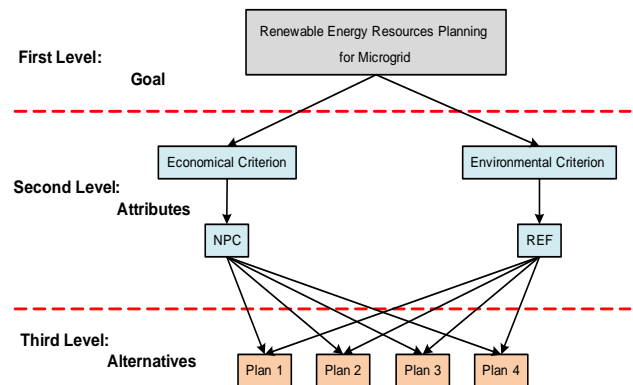 Renewable Energy Resources Planning
for Microgrid
First Level:
Goal
Economical Criterion
Environmental Criterion
Second Level:
Attributes
NPC
REF
Third Level:
Alternatives
Plan 1
Plan 2
Plan 3
Plan 4